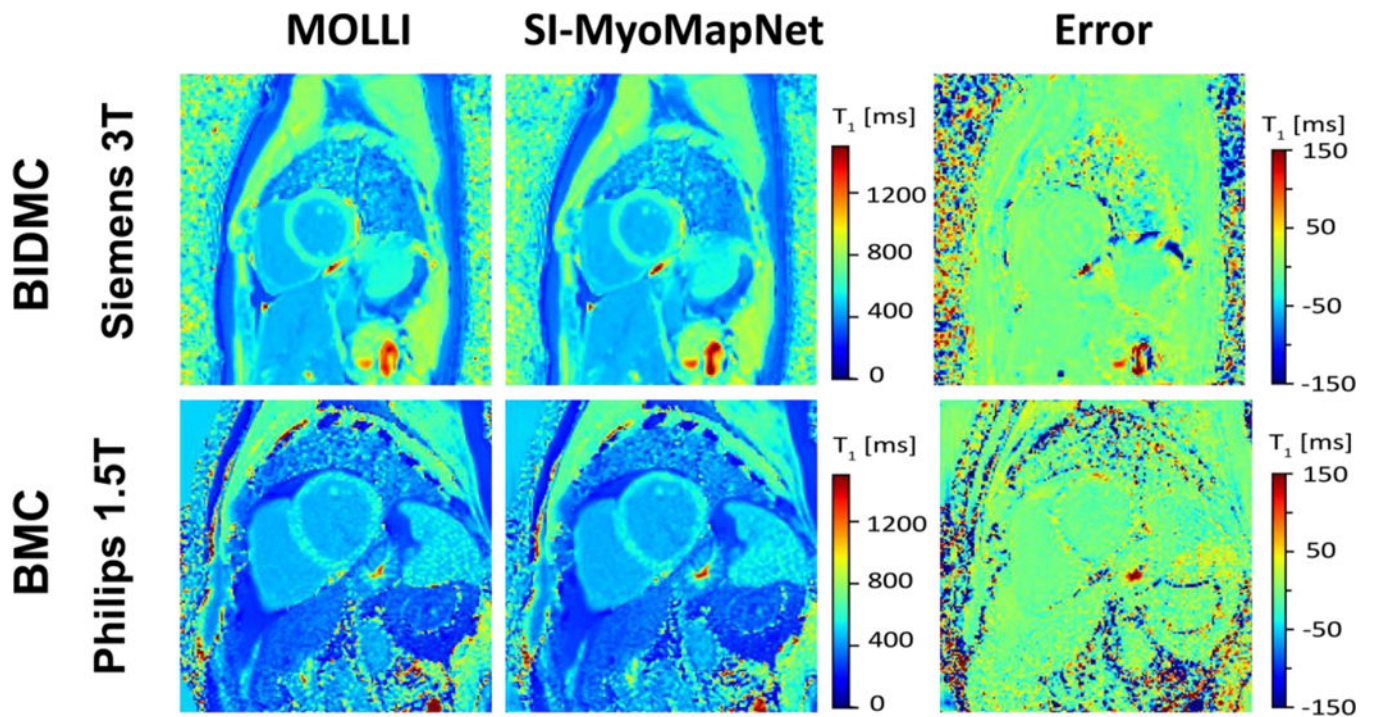 MOLLI
SI-MyoMapNet
Error
BIDMC
Siemens 3T
T1 [ms]
1200
800
400
0
T1 [ms]
150
50
-50
-150
BMC
Philips 1.5T
T1 [ms]
1200
800
400
0
T1 [ms]
150
50
-50
-150